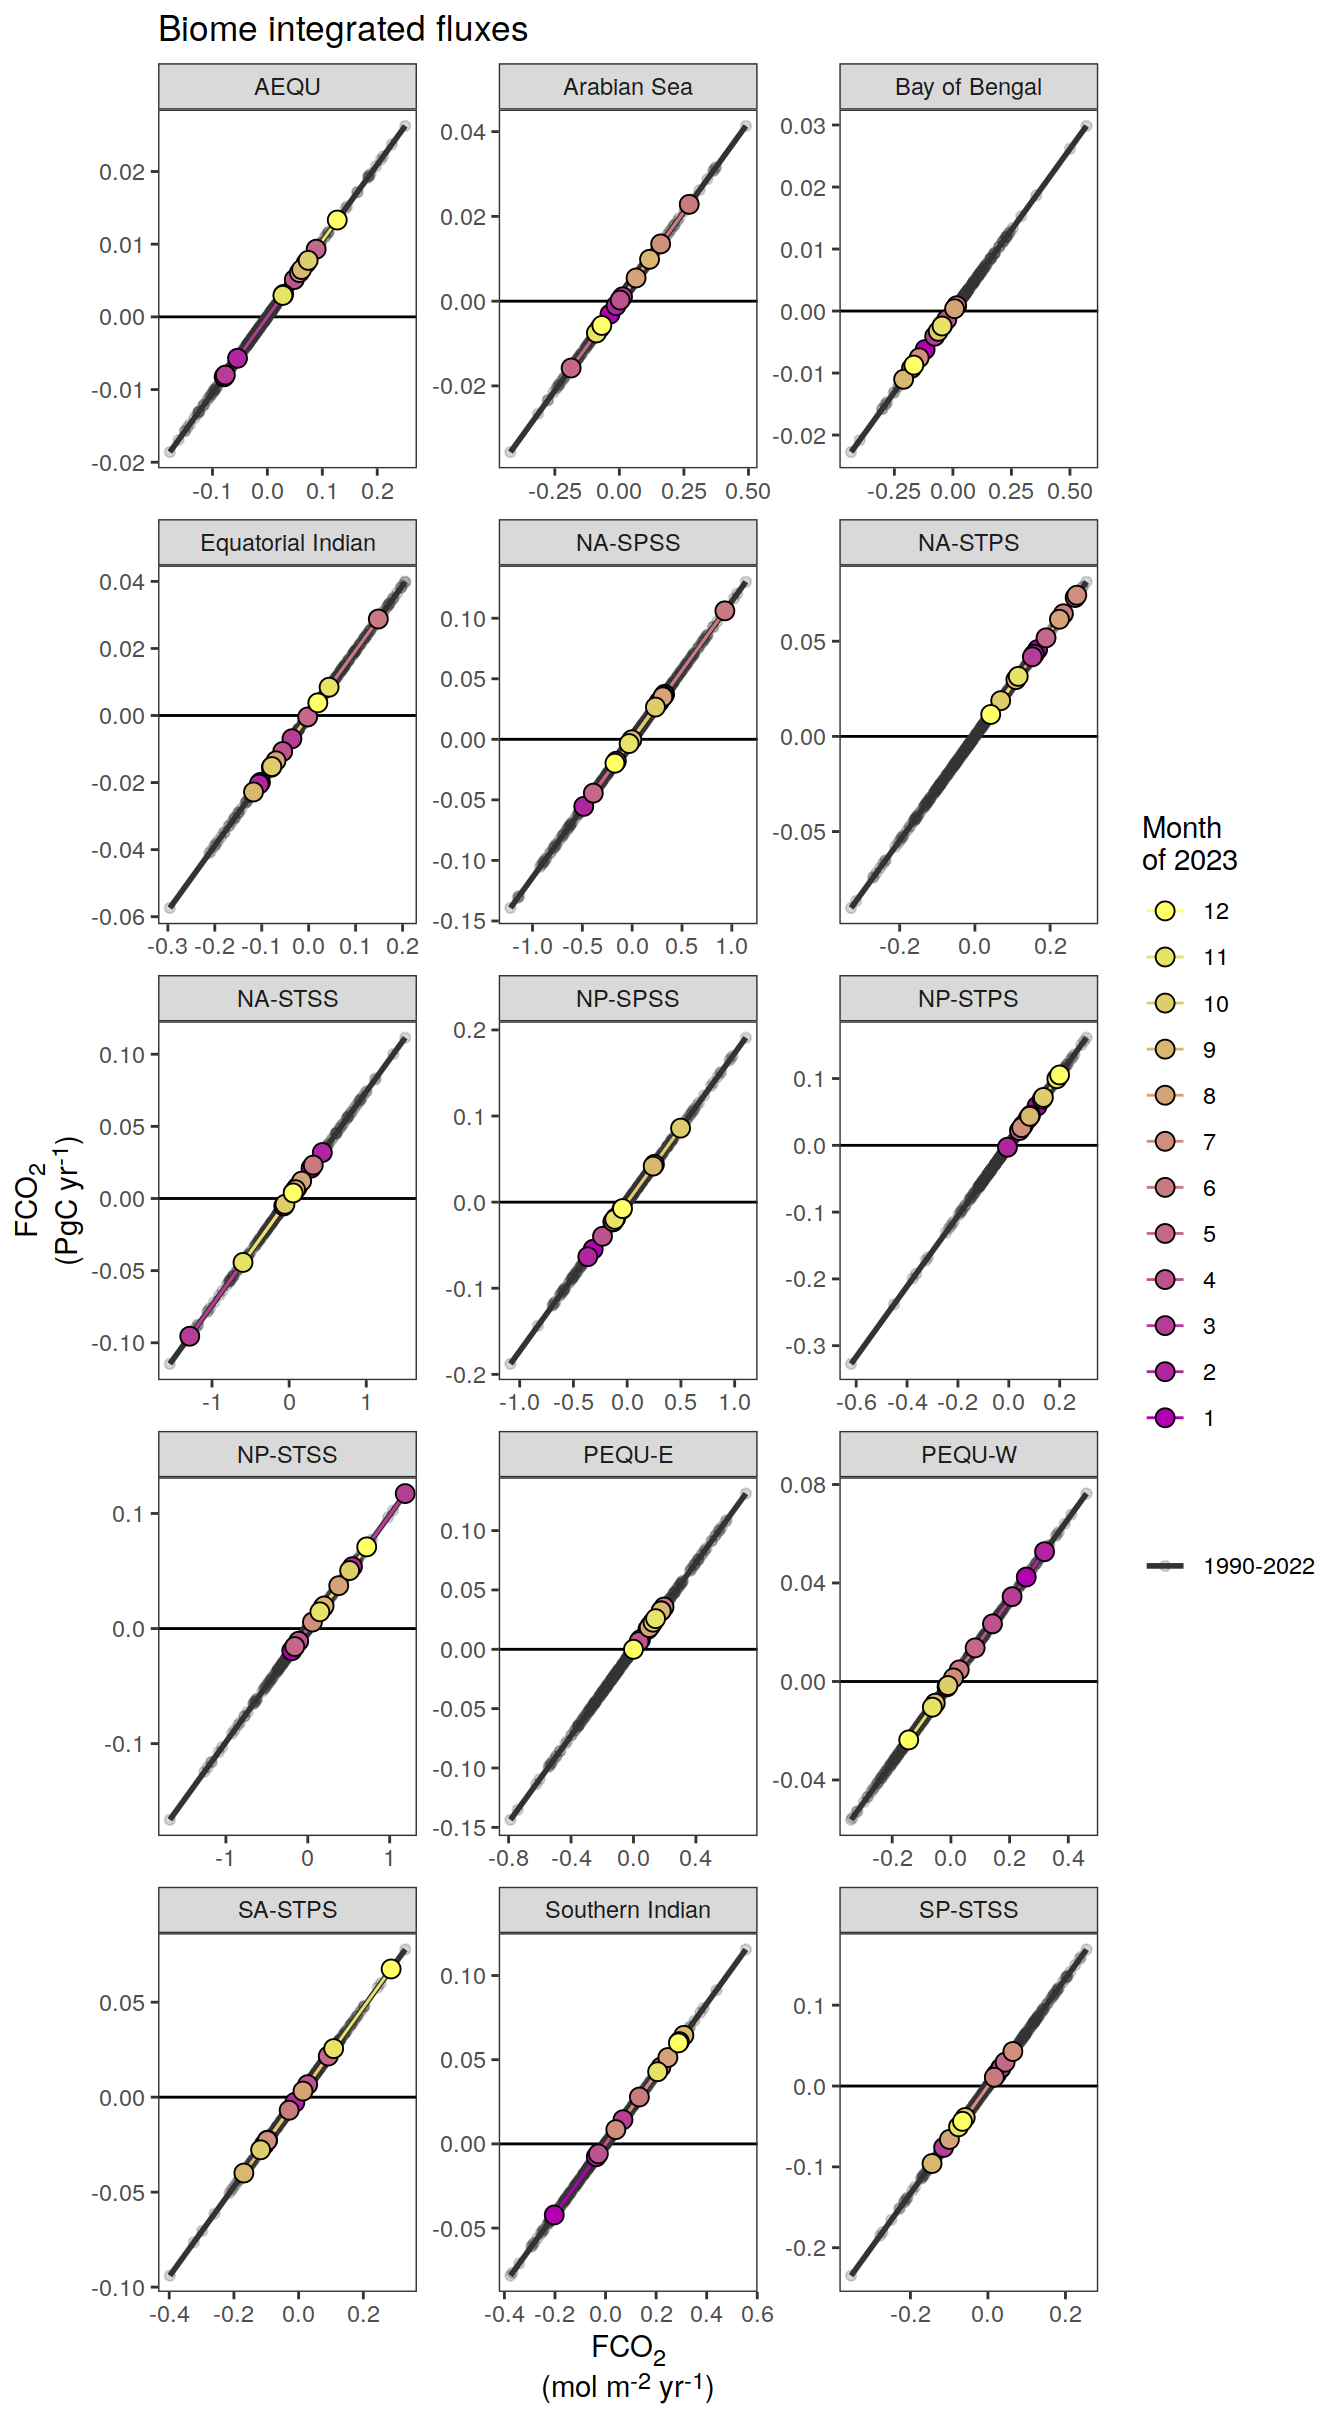 Biome integrated fluxes
AEQU
Arabian Sea
Bay of Bengal
0.02
0.01
0.00
-0.01
-0.02
0.04
0.02
0.00
-0.02
0.03
0.02
0.01
0.00
-0.01
-0.02
-0.1 0.0 0.1 0.2
-0.25 0.00 0.25 0.50
-0.25 0.00 0.25 0.50
Equatorial Indian
NA-SPSS
NA-STPS
0.04
0.02
0.00
-0.02
-0.04
-0.06
0.10
0.05
0.00
-0.05
-0.10
-0.15
0.05
0.00
-0.05
-0.3 -0.2 -0.1 0.0 0.1 0.2
-1.0 -0.5 0.0 0.5 1.0
-0.2 0.0 0.2
NA-STSS
NP-SPSS
NP-STPS
0.10
0.05
0.00
-0.05
-0.10
0.2
0.1
0.0
-0.1
-0.2
0.1
0.0
-0.1
-0.2
-0.3
-1 0 1
-1.0 -0.5 0.0 0.5 1.0
-0.6 -0.4 -0.2 0.0 0.2
NP-STSS
PEQU-E
PEQU-W
0.1
0.0
-0.1
0.10
0.05
0.00
-0.05
-0.10
-0.15
0.08
0.04
0.00
-0.04
-1 0 1
-0.8 -0.4 0.0 0.4
-0.2 0.0 0.2 0.4
SA-STPS
Southern Indian
SP-STSS
0.05
0.00
-0.05
-0.10
0.10
0.05
0.00
-0.05
0.1
0.0
-0.1
-0.2
-0.4 -0.2 0.0 0.2
-0.4 -0.2 0.0 0.2 0.4 0.6
-0.2 0.0 0.2
FCO2
(PgC yr-1)
FCO2
(mol m-2 yr-1)
Month
of 2023
12
11
10
9
8
7
6
5
4
3
2
1
1990-2022